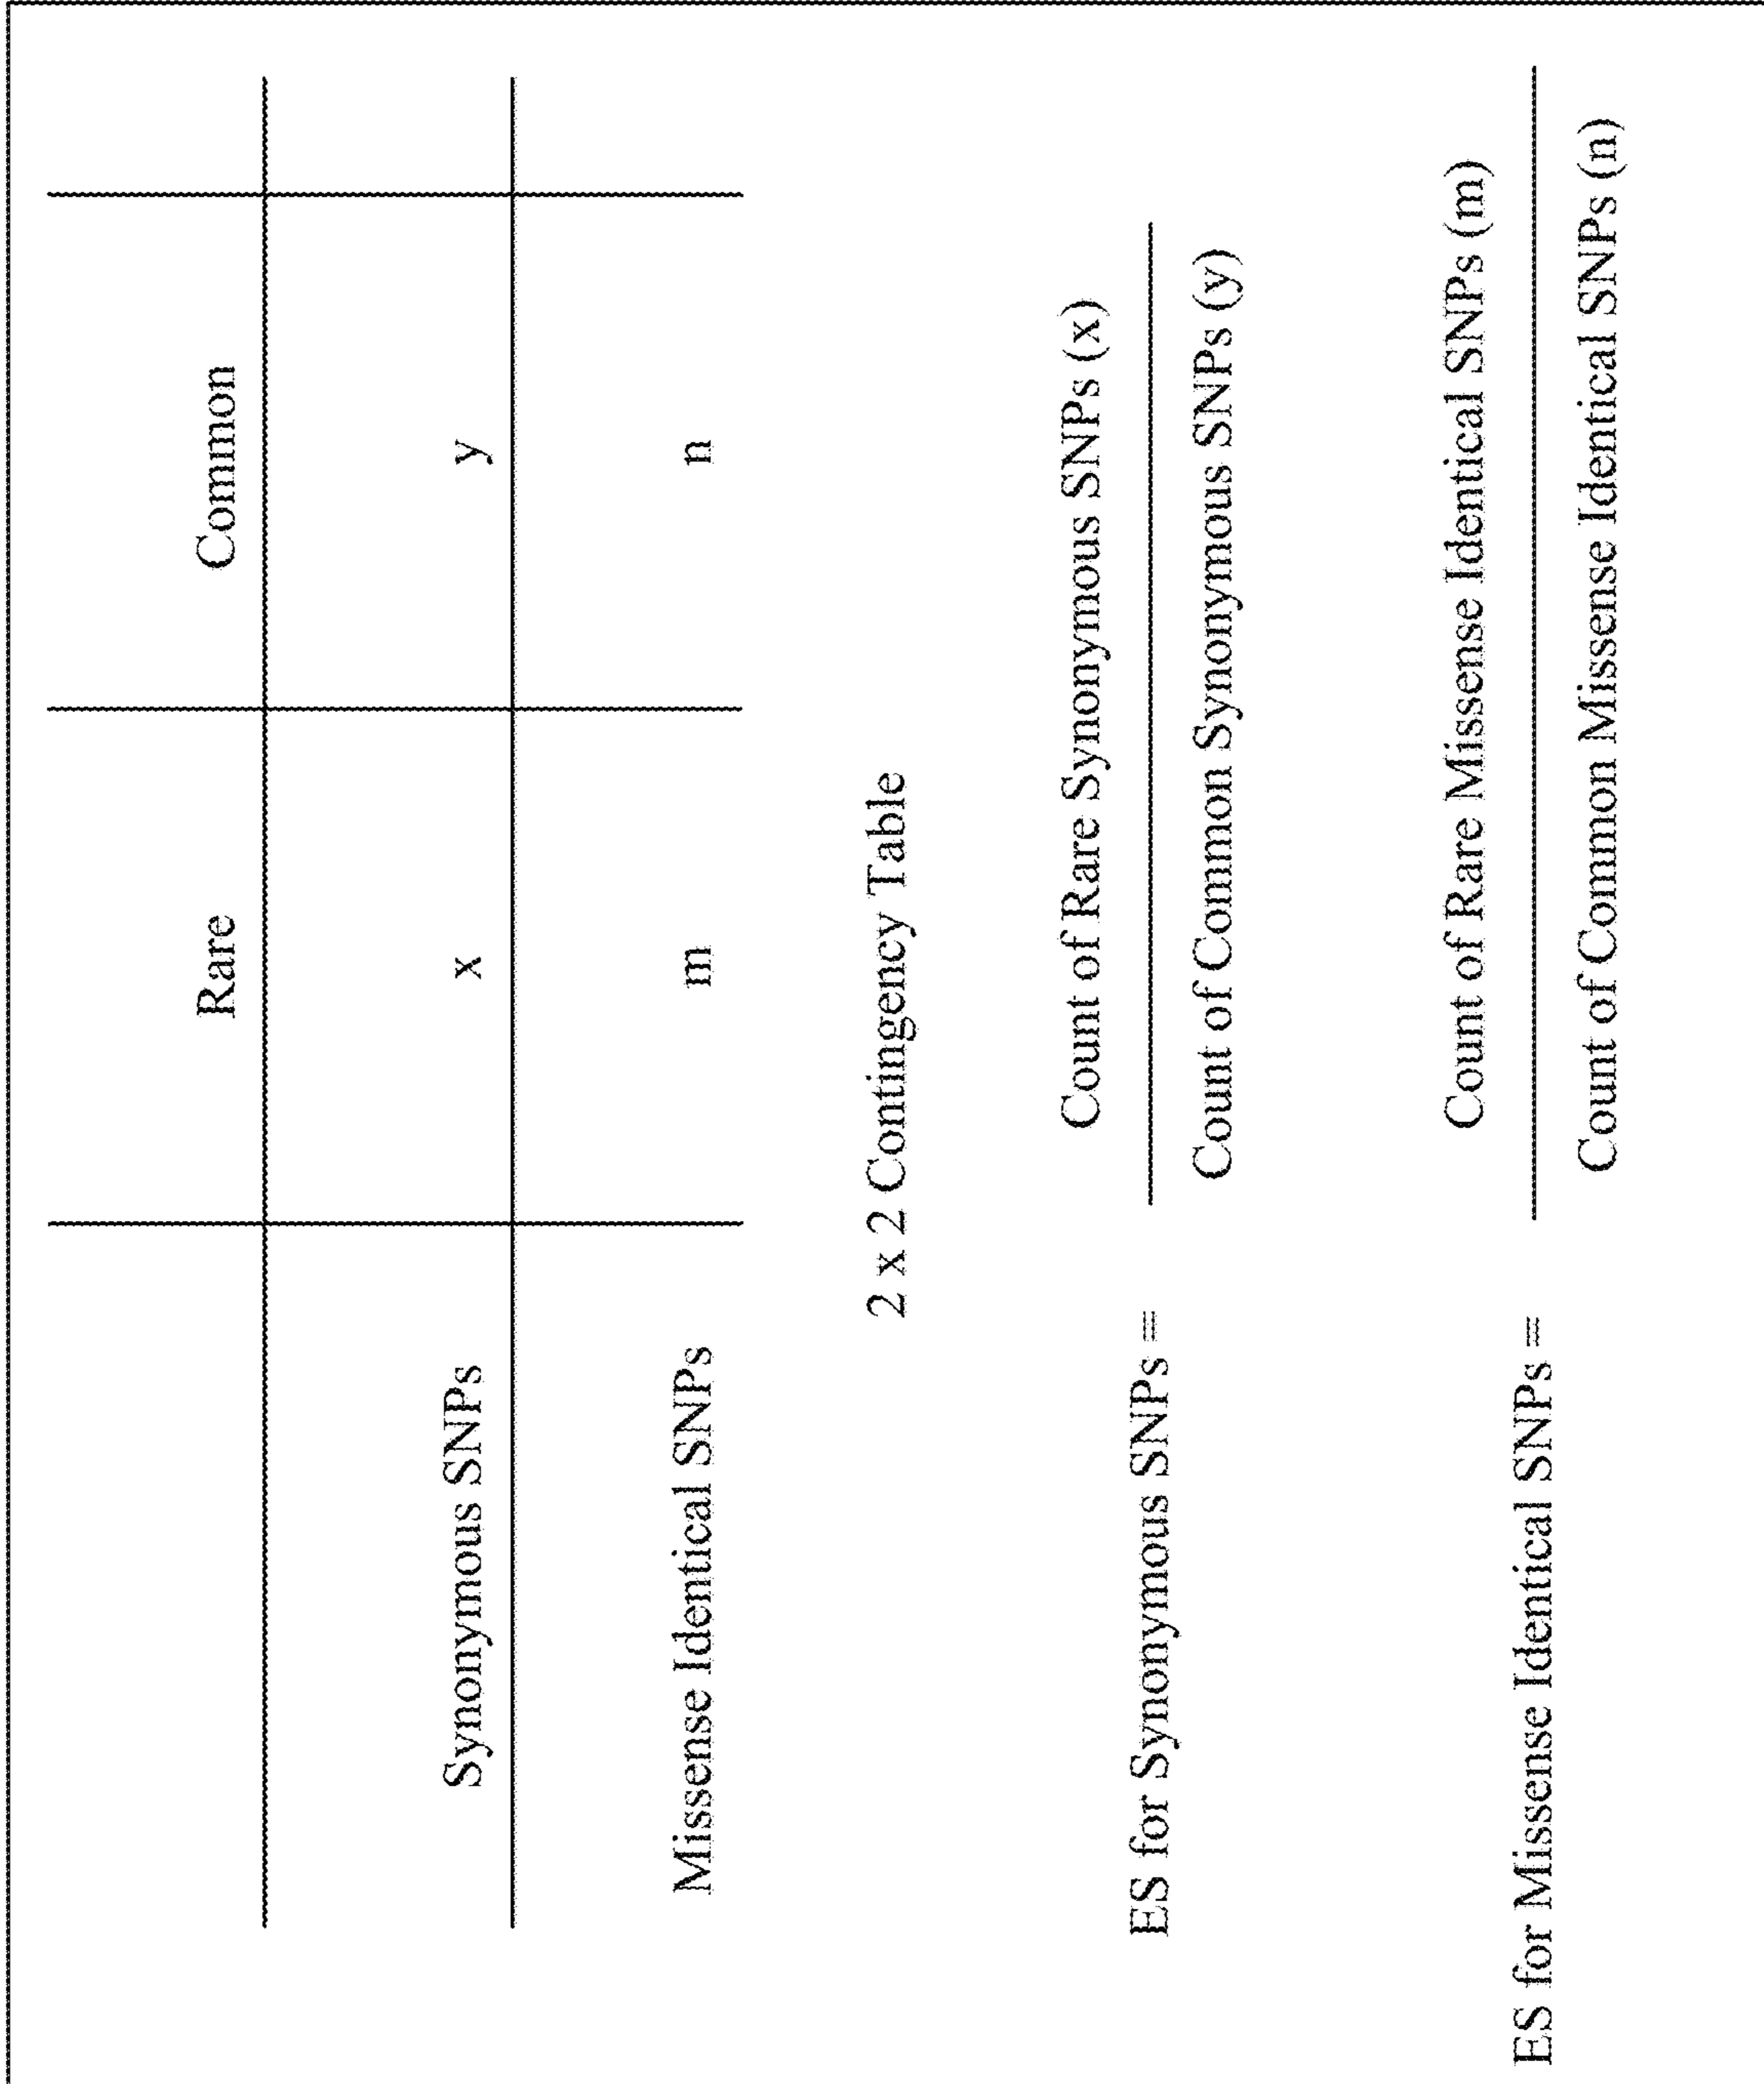 Rare Common
Synonymous SNPs x y
Missense Identical SNPs m n
2 x 2 Contingency Table
Count of Rare Synonymous SNPs (x)
ES for Synonymous SNPs =
Count of Common Synonymous SNPs (y)
Count of Rare Missense Identical SNPs (m)
ES for Missense Identical SNPs =
Count of Common Missense Identical SNPs (n)